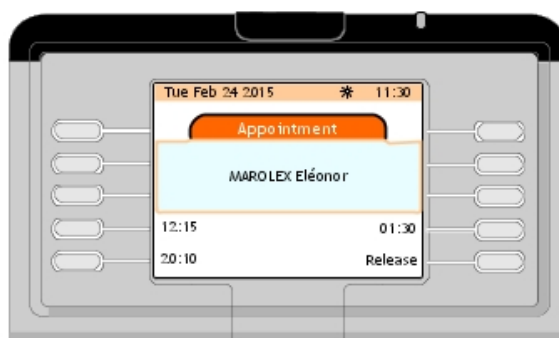 Tue Feb 24 2015 ☀ 11:30
Appointment
MAROLEX Eléonor
12:15 01:30
20:10 Release